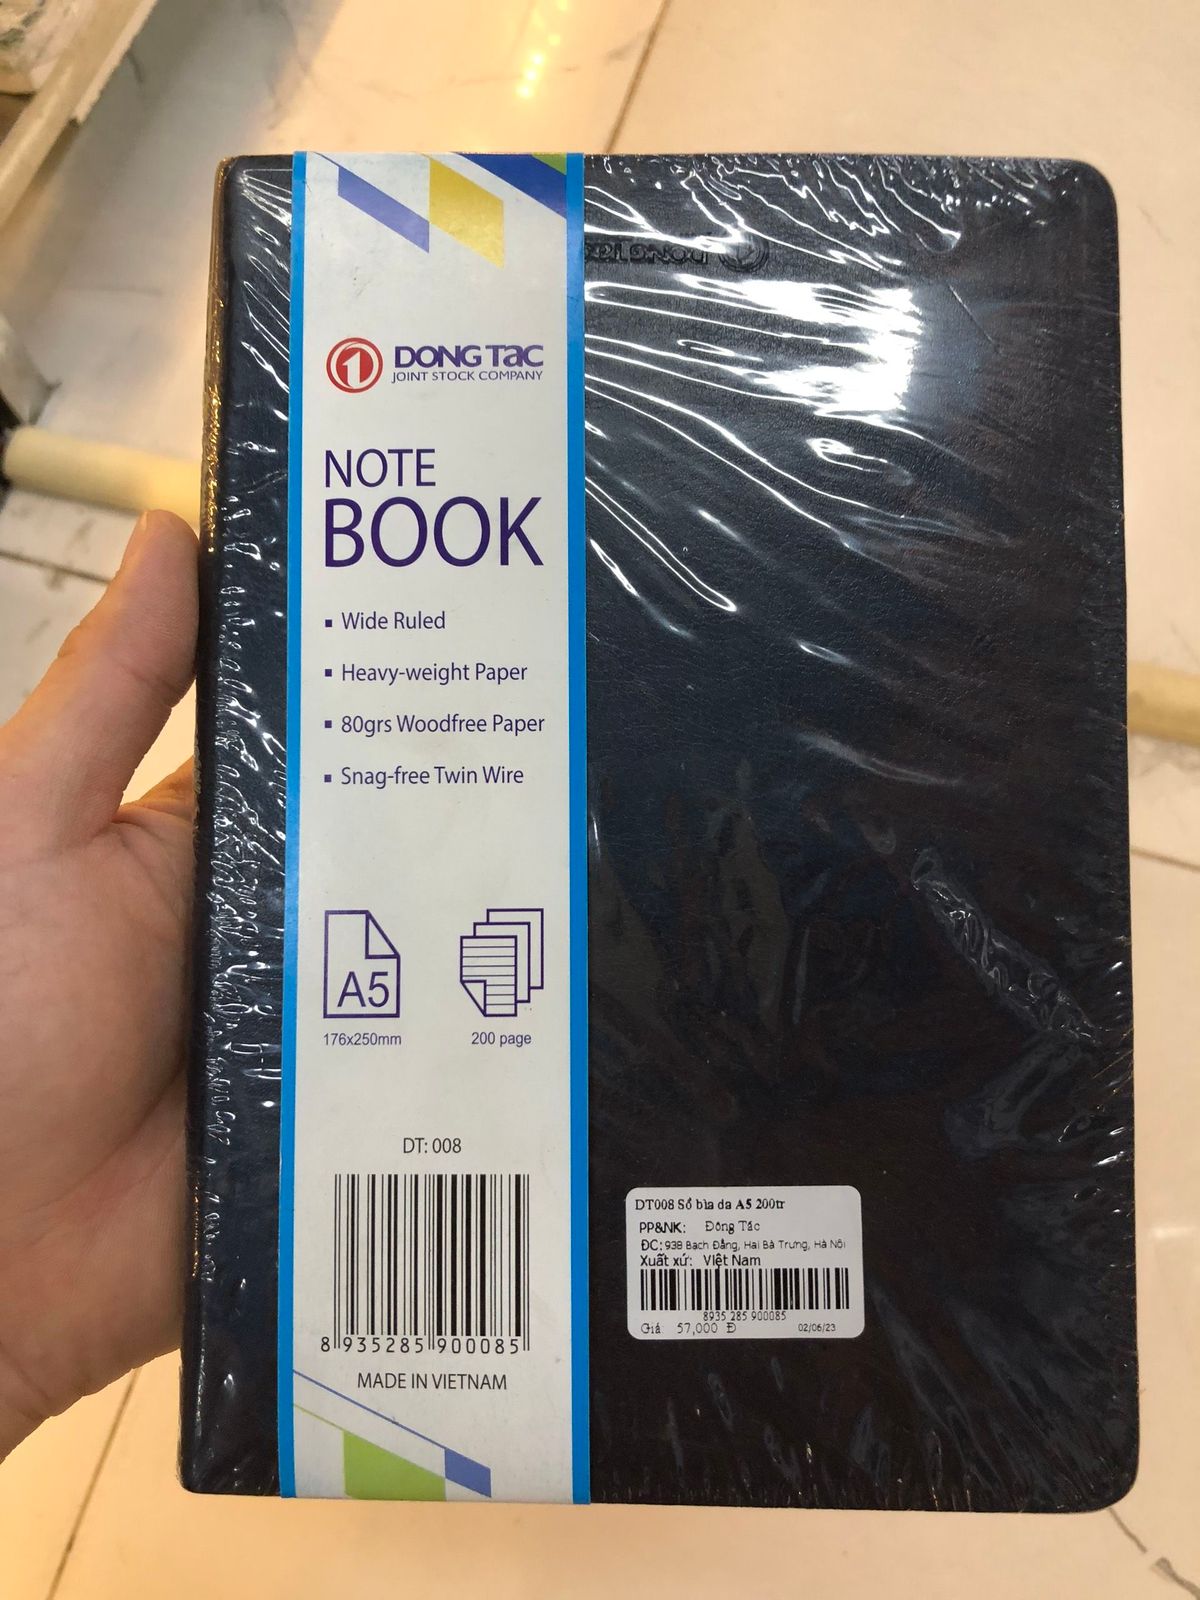 DONG TAC
JOINT STOCK COMPANY
NOTE
BOOK
▪ Wide Ruled
▪ Heavy-weight Paper
▪ 80grs Woodfree Paper
▪ Snag-free Twin Wire
A5
176x250mm
200 page
DT: 008
8 935285 900085
MADE IN VIETNAM
DONG TAC
DT008 Sổ bìa da A5 200tr
PP&NK: Đông Tác
ĐC: 93B Bạch Đằng, Hai Bà Trưng, Hà Nội
Xuất xứ: Việt Nam
8935 285 900085
Giá: 57,000 Đ 02/06/23